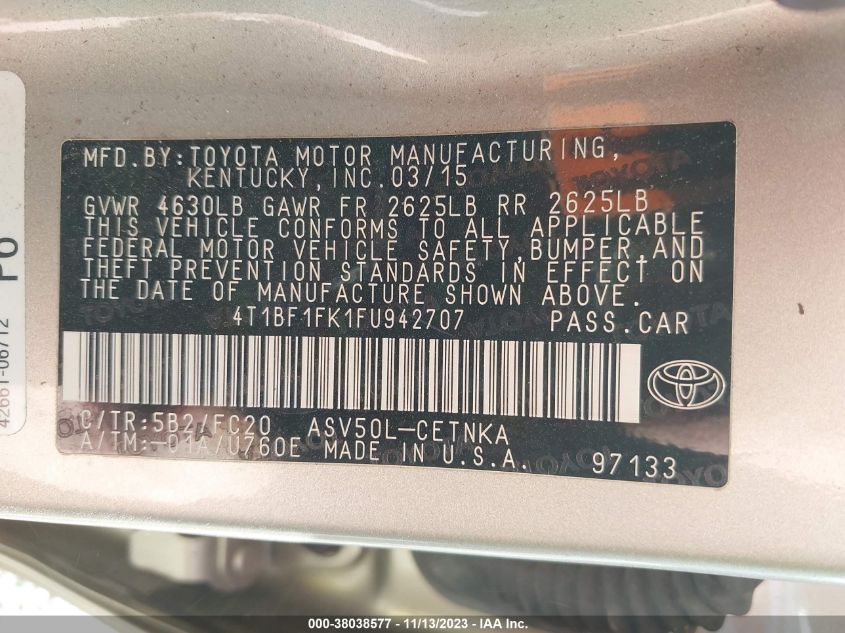 MFD.BY:TOYOTA MOTOR MANUFACTURING,
KENTUCKY,INC.03/15
GVWR 4630LB GAWR FR 2625LB RR 2625LB
THIS VEHICLE CONFORMS TO ALL APPLICABLE
FEDERAL MOTOR VEHICLE SAFETY,BUMPER,AND
THEFT PREVENTION STANDARDS IN EFFECT ON
THE DATE OF MANUFACTURE SHOWN ABOVE.
4T1BF1FK1FU942707 PASS.CAR
C/TR:5B2/FC20 ASV50L-CETNKA
A/TM:-01A/U760E MADE IN U.S.A. 97133
42661-06712
000-38038577 - 11/13/2023 - IAAI Inc.